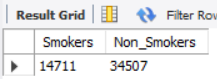 Result Grid Filter Row
Smokers Non_Smokers
14711 34507